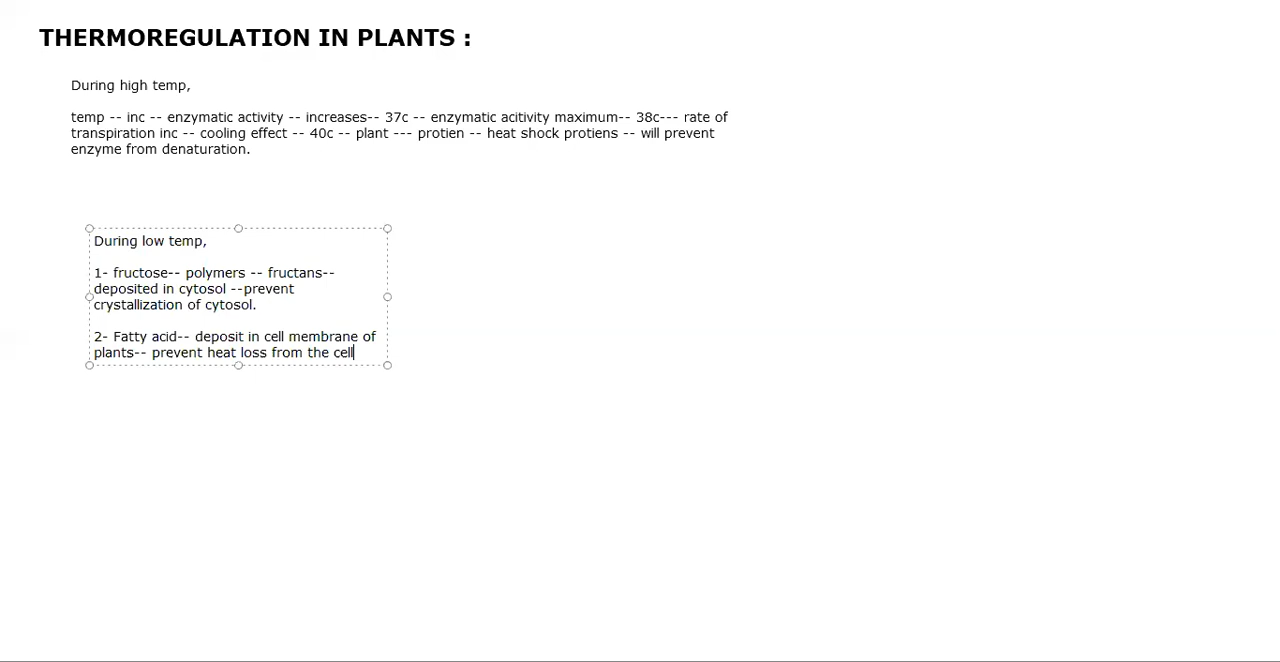 THERMOREGULATION IN PLANTS :
During high temp,
temp -- inc -- enzymatic activity -- increases-- 37c -- enzymatic acitivity maximum-- 38c--- rate of
transpiration inc -- cooling effect -- 40c -- plant --- protien -- heat shock protiens -- will prevent
enzyme from denaturation.
During low temp,
1- fructose-- polymers -- fructans--
deposited in cytosol --prevent
crystallization of cytosol.
2- Fatty acid-- deposit in cell membrane of
plants-- prevent heat loss from the cell